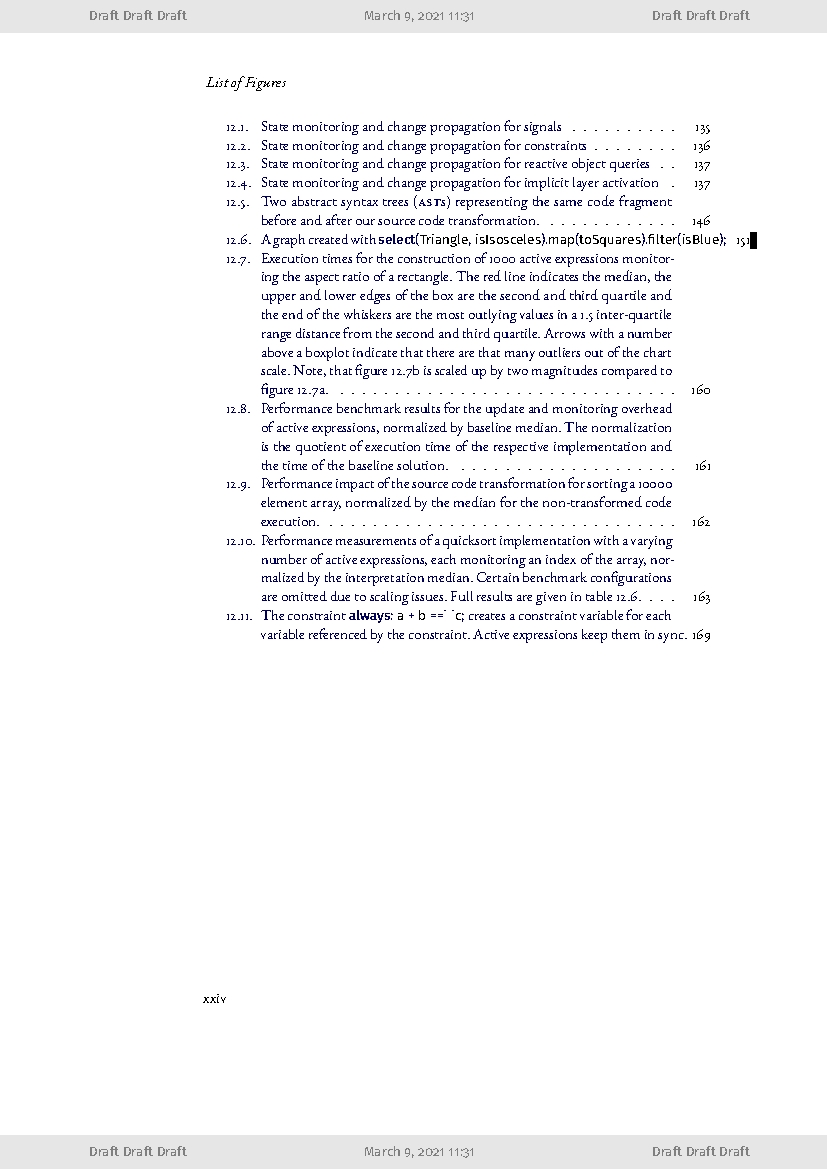 Draft Draft Draft March 9, 2021 11:31 Draft Draft Draft
List of Figures
12.1. State monitoring and change propagation for signals . . . . . . . . . . 135
12.2. State monitoring and change propagation for constraints . . . . . . . . 136
12.3. State monitoring and change propagation for reactive object queries . . 137
12.4. State monitoring and change propagation for implicit layer activation . 137
12.5. Two abstract syntax trees (ASTs) representing the same code fragment
before and after our source code transformation. . . . . . . . . . . . . 146
12.6. A graph created with select(Triangle, isIsosceles).map(toSquares).filter(isBlue); 151
12.7. Execution times for the construction of 1000 active expressions monitor-
ing the aspect ratio of a rectangle. The red line indicates the median, the
upper and lower edges of the box are the second and third quartile and
the end of the whiskers are the most outlying values in a 1.5 inter-quartile
range distance from the second and third quartile. Arrows with a number
above a boxplot indicate that there are that many outliers out of the chart
scale. Note, that figure 12.7b is scaled up by two magnitudes compared to
figure 12.7a. . . . . . . . . . . . . . . . . . . . . . . . . . . . . . . . 160
12.8. Performance benchmark results for the update and monitoring overhead
of active expressions, normalized by baseline median. The normalization
is the quotient of execution time of the respective implementation and
the time of the baseline solution. . . . . . . . . . . . . . . . . . . . . 161
12.9. Performance impact of the source code transformation for sorting a 10000
element array, normalized by the median for the non-transformed code
execution. . . . . . . . . . . . . . . . . . . . . . . . . . . . . . . . . 162
12.10. Performance measurements of a quicksort implementation with a varying
number of active expressions, each monitoring an index of the array, nor-
malized by the interpretation median. Certain benchmark configurations
are omitted due to scaling issues. Full results are given in table 12.6. . . . . 163
12.11. The constraint always: a + b ==` `c; creates a constraint variable for each
variable referenced by the constraint. Active expressions keep them in sync. 169
xxiv
Draft Draft Draft March 9, 2021 11:31 Draft Draft Draft